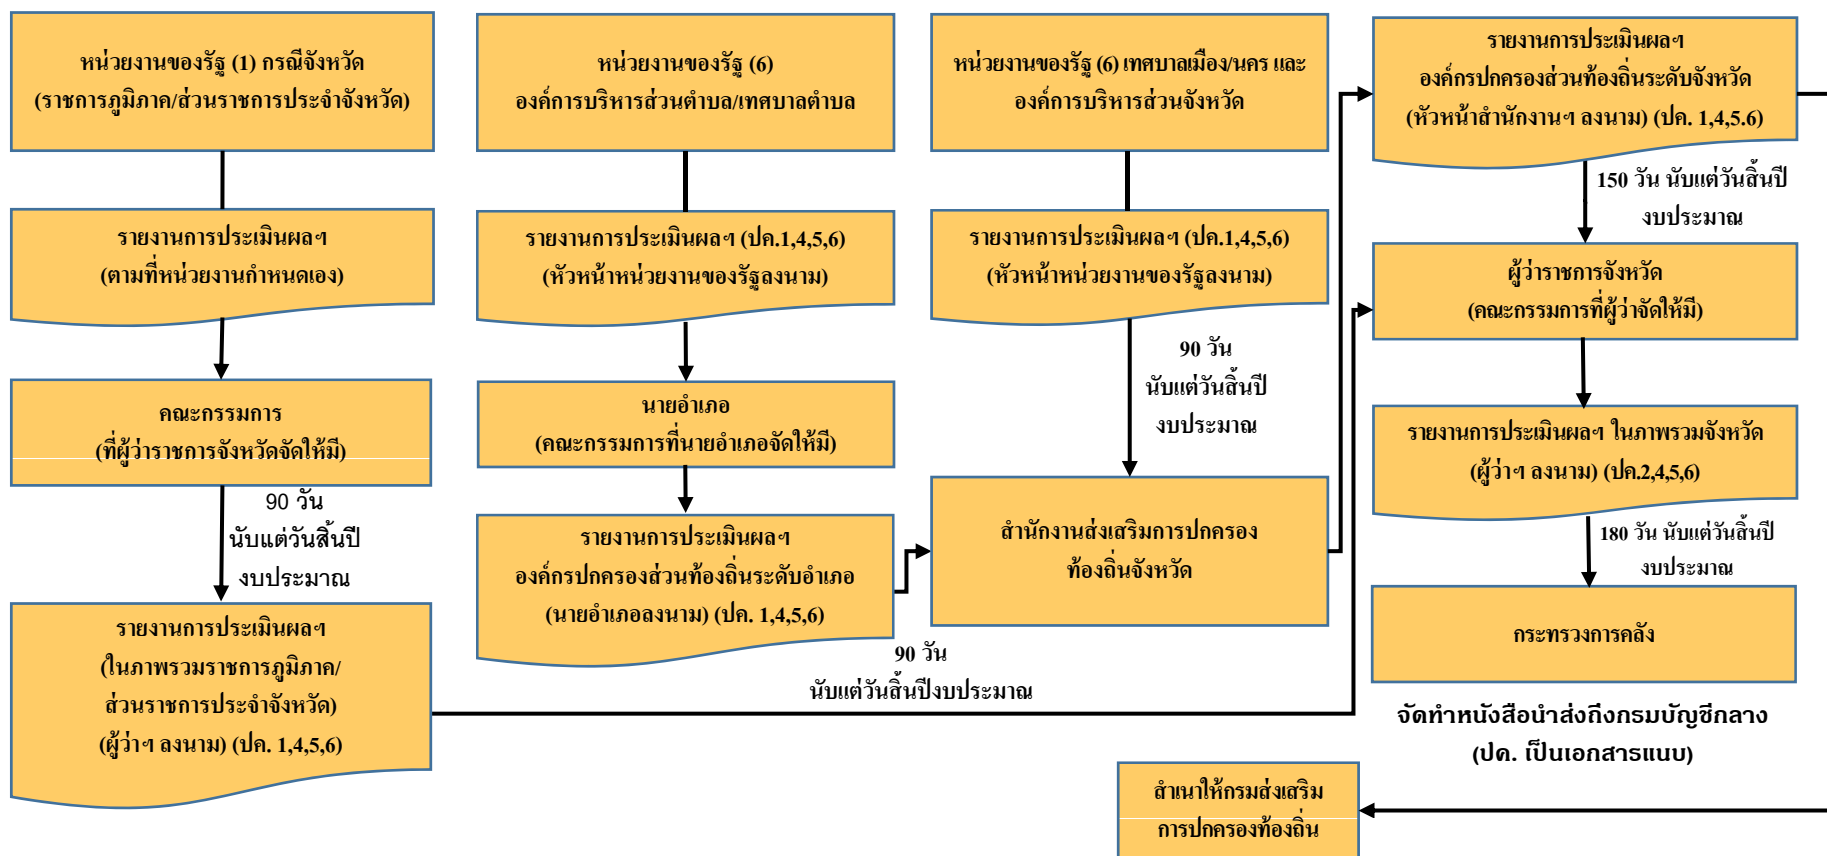 หน่วยงานของรัฐ (1) กรณีจังหวัด
(ราชการภูมิภาค/ส่วนราชการประจำจังหวัด)
รายงานการประเมินผลฯ
(ตามที่หน่วยงานกำหนดเอง)
คณะกรรมการ
(ที่ผู้ว่าราชการจังหวัดจัดให้มี)
90 วัน
นับแต่วันสิ้นปี
งบประมาณ
รายงานการประเมินผลฯ
(ในภาพรวมราชการภูมิภาค/
ส่วนราชการประจำจังหวัด)
(ผู้ว่าฯ ลงนาม) (ปค. 1,4,5,6)
หน่วยงานของรัฐ (6)
องค์การบริหารส่วนตำบล/เทศบาลตำบล
รายงานการประเมินผลฯ (ปค.1,4,5,6)
(หัวหน้าหน่วยงานของรัฐลงนาม)
นายอำเภอ
(คณะกรรมการที่นายอำเภอจัดให้มี)
รายงานการประเมินผลฯ
องค์กรปกครองส่วนท้องถิ่นระดับอำเภอ
(นายอำเภอลงนาม) (ปค. 1,4,5,6)
90 วัน
นับแต่วันสิ้นปีงบประมาณ
หน่วยงานของรัฐ (6) เทศบาลเมือง/นคร และ
องค์การบริหารส่วนจังหวัด
รายงานการประเมินผลฯ (ปค.1,4,5,6)
(หัวหน้าหน่วยงานของรัฐลงนาม)
90 วัน
นับแต่วันสิ้นปี
งบประมาณ
สำนักงานส่งเสริมการปกครอง
ท้องถิ่นจังหวัด
รายงานการประเมินผลฯ
องค์กรปกครองส่วนท้องถิ่นระดับจังหวัด
(หัวหน้าสำนักงานฯ ลงนาม) (ปค. 1,4,5.6)
150 วัน นับแต่วันสิ้นปี
งบประมาณ
ผู้ว่าราชการจังหวัด
(คณะกรรมการที่ผู้ว่าจัดให้มี)
รายงานการประเมินผลฯ ในภาพรวมจังหวัด
(ผู้ว่าฯ ลงนาม) (ปค.2,4,5,6)
180 วัน นับแต่วันสิ้นปี
งบประมาณ
กระทรวงการคลัง
จัดทำหนังสือนำส่งถึงกรมบัญชีกลาง
(ปค. เป็นเอกสารแนบ)
สำเนาให้กรมส่งเสริม
การปกครองท้องถิ่น